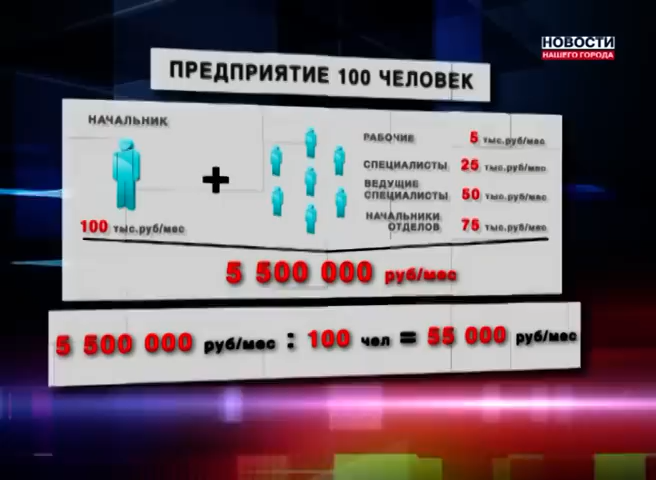 НОВОСТИ
НАШЕГО ГОРОДА
ПРЕДПРИЯТИЕ 100 ЧЕЛОВЕК
НАЧАЛЬНИК
100 тыс.руб/мес
+
РАБОЧИЕ 5 тыс.руб/мес
СПЕЦИАЛИСТЫ 25 тыс.руб/мес
ВЕДУЩИЕ
СПЕЦИАЛИСТЫ 50 тыс.руб/мес
НАЧАЛЬНИКИ
ОТДЕЛОВ 75 тыс.руб/мес
5 500 000 руб/мес
5 500 000 руб/мес : 100 чел = 55 000 руб/мес